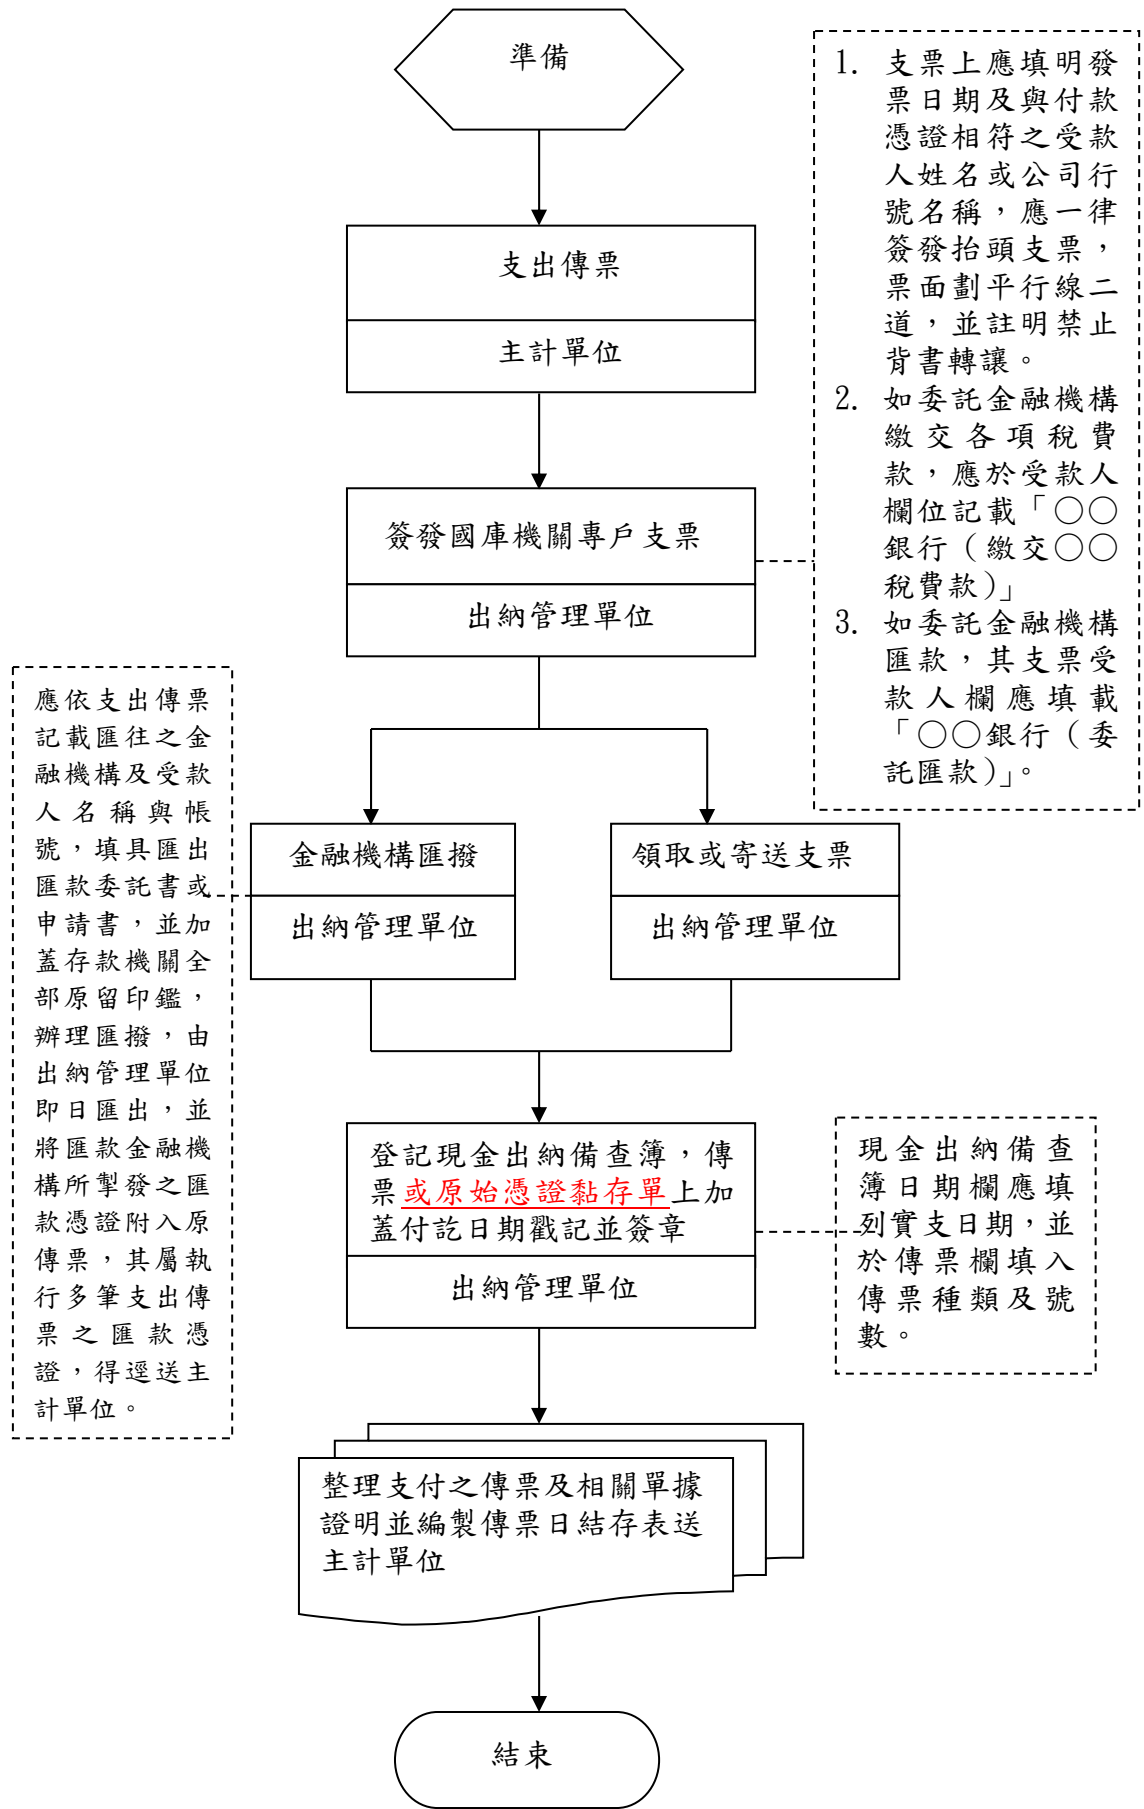 準備
1. 支票上應填明發
票日期及與付款
憑證相符之受款
人姓名或公司行
號名稱，應一律
簽發抬頭支票，
票面劃平行線二
道，並註明禁止
背書轉讓。
2. 如委託金融機構
繳交各項稅費
款，應於受款人
欄位記載「○○
銀行（繳交○○
稅費款)」
3. 如委託金融機構
匯款，其支票受
款人欄應填載
「○○銀行（委
託匯款)」。
支出傳票
主計單位
簽發國庫機關專戶支票
出納管理單位
應依支出傳票
記載匯往之金
融機構及受款
人名稱與帳
號，填具匯出
匯款委託書或
申請書，並加
蓋存款機關全
部原留印鑑，
辦理匯撥，由
出納管理單位
即日匯出，並
將匯款金融機
構所掣發之匯
款憑證附入原
傳票，其屬執
行多筆支出傳
票之匯款憑
證，得逕送主
計單位。
金融機構匯撥
出納管理單位
領取或寄送支票
出納管理單位
登記現金出納備查簿，傳
票或原始憑證黏存單上加
蓋付訖日期戳記並簽章
出納管理單位
現金出納備查
簿日期欄應填
列實支日期，並
於傳票欄填入
傳票種類及號
數。
整理支付之傳票及相關單據
證明並編製傳票日結存表送
主計單位
結束